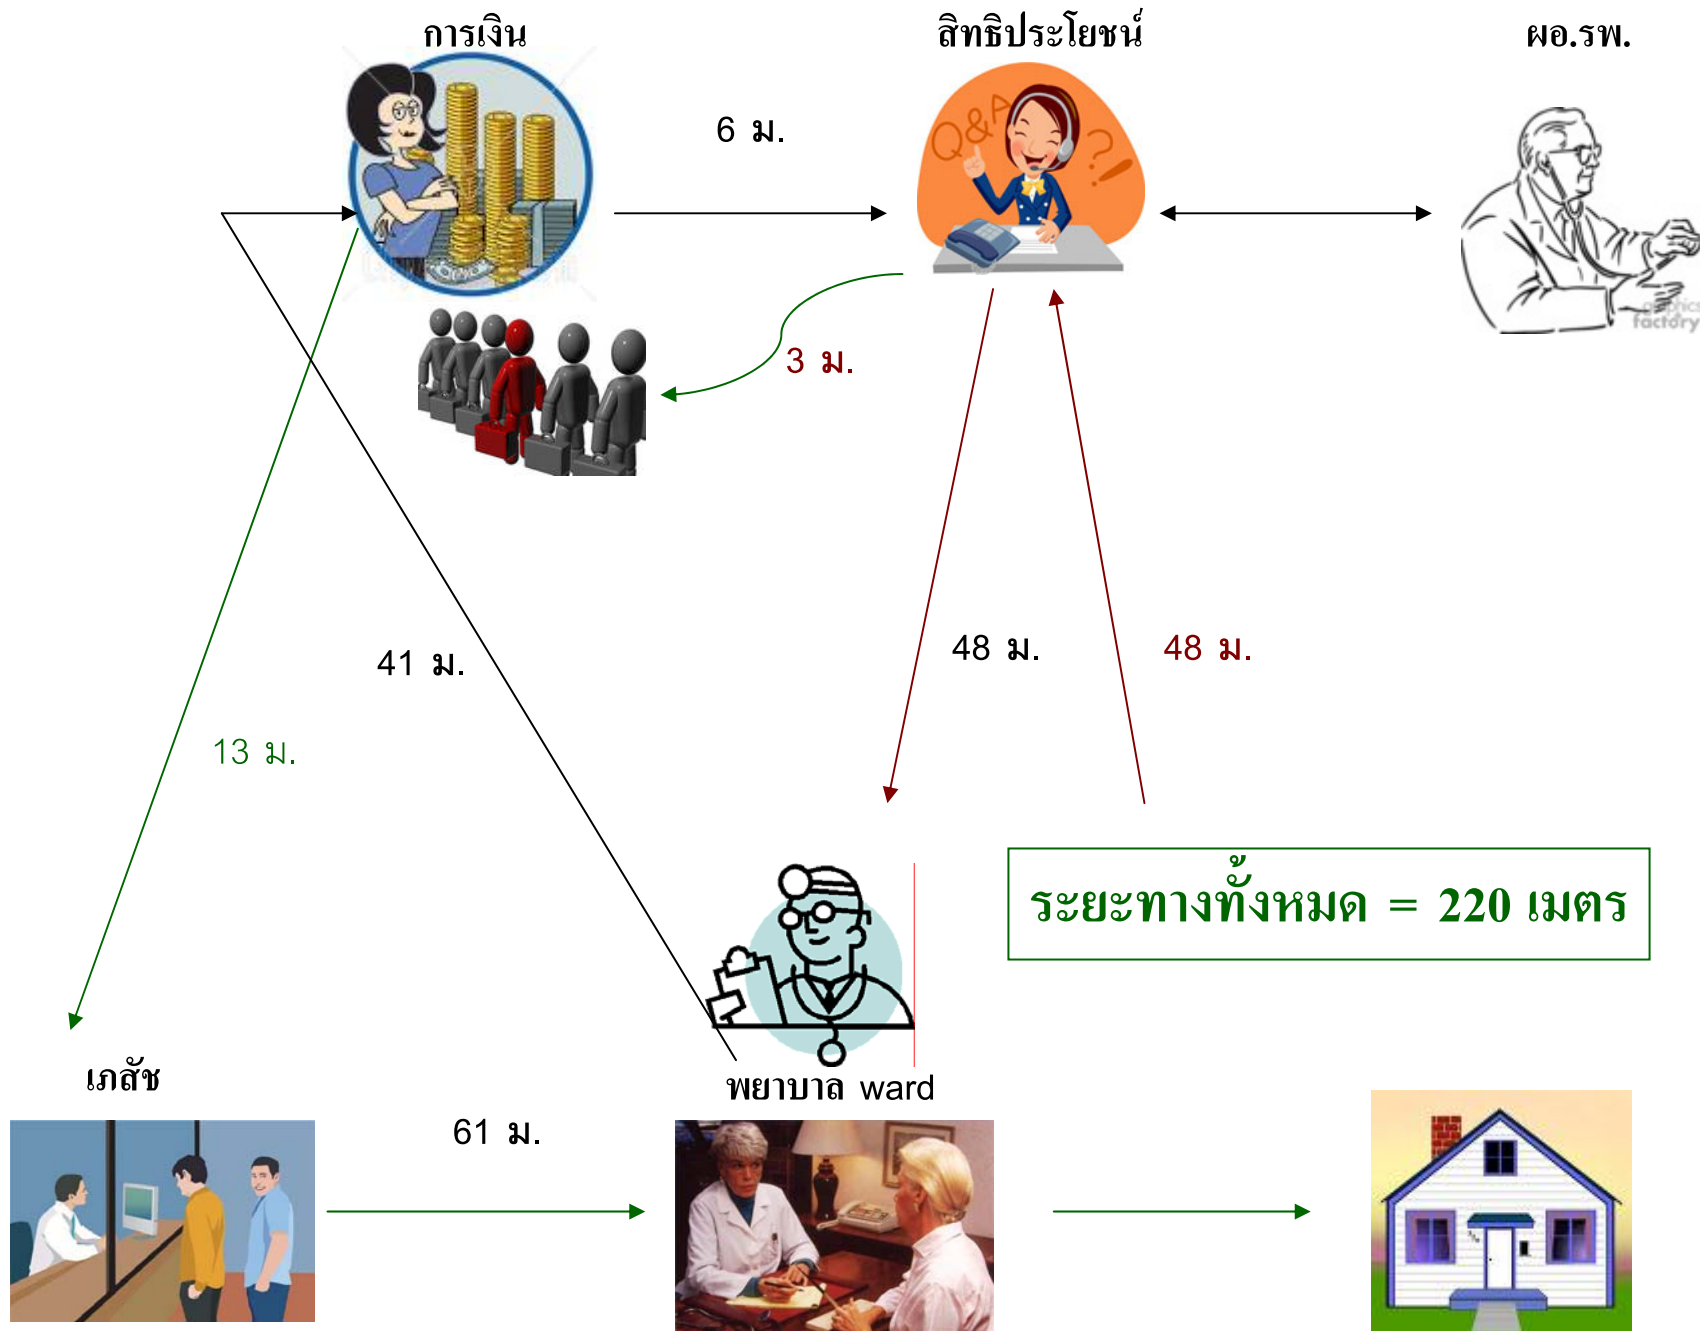 การเงิน
สิทธิประโยชน์
ผอ.รพ.
6 ม.
Q&A
?!
3 ม.
graphics
factory
41 ม.
48 ม.
48 ม.
13 ม.
ระยะทางทั้งหมด = 220 เมตร
เภสัช
พยาบาล ward
61 ม.